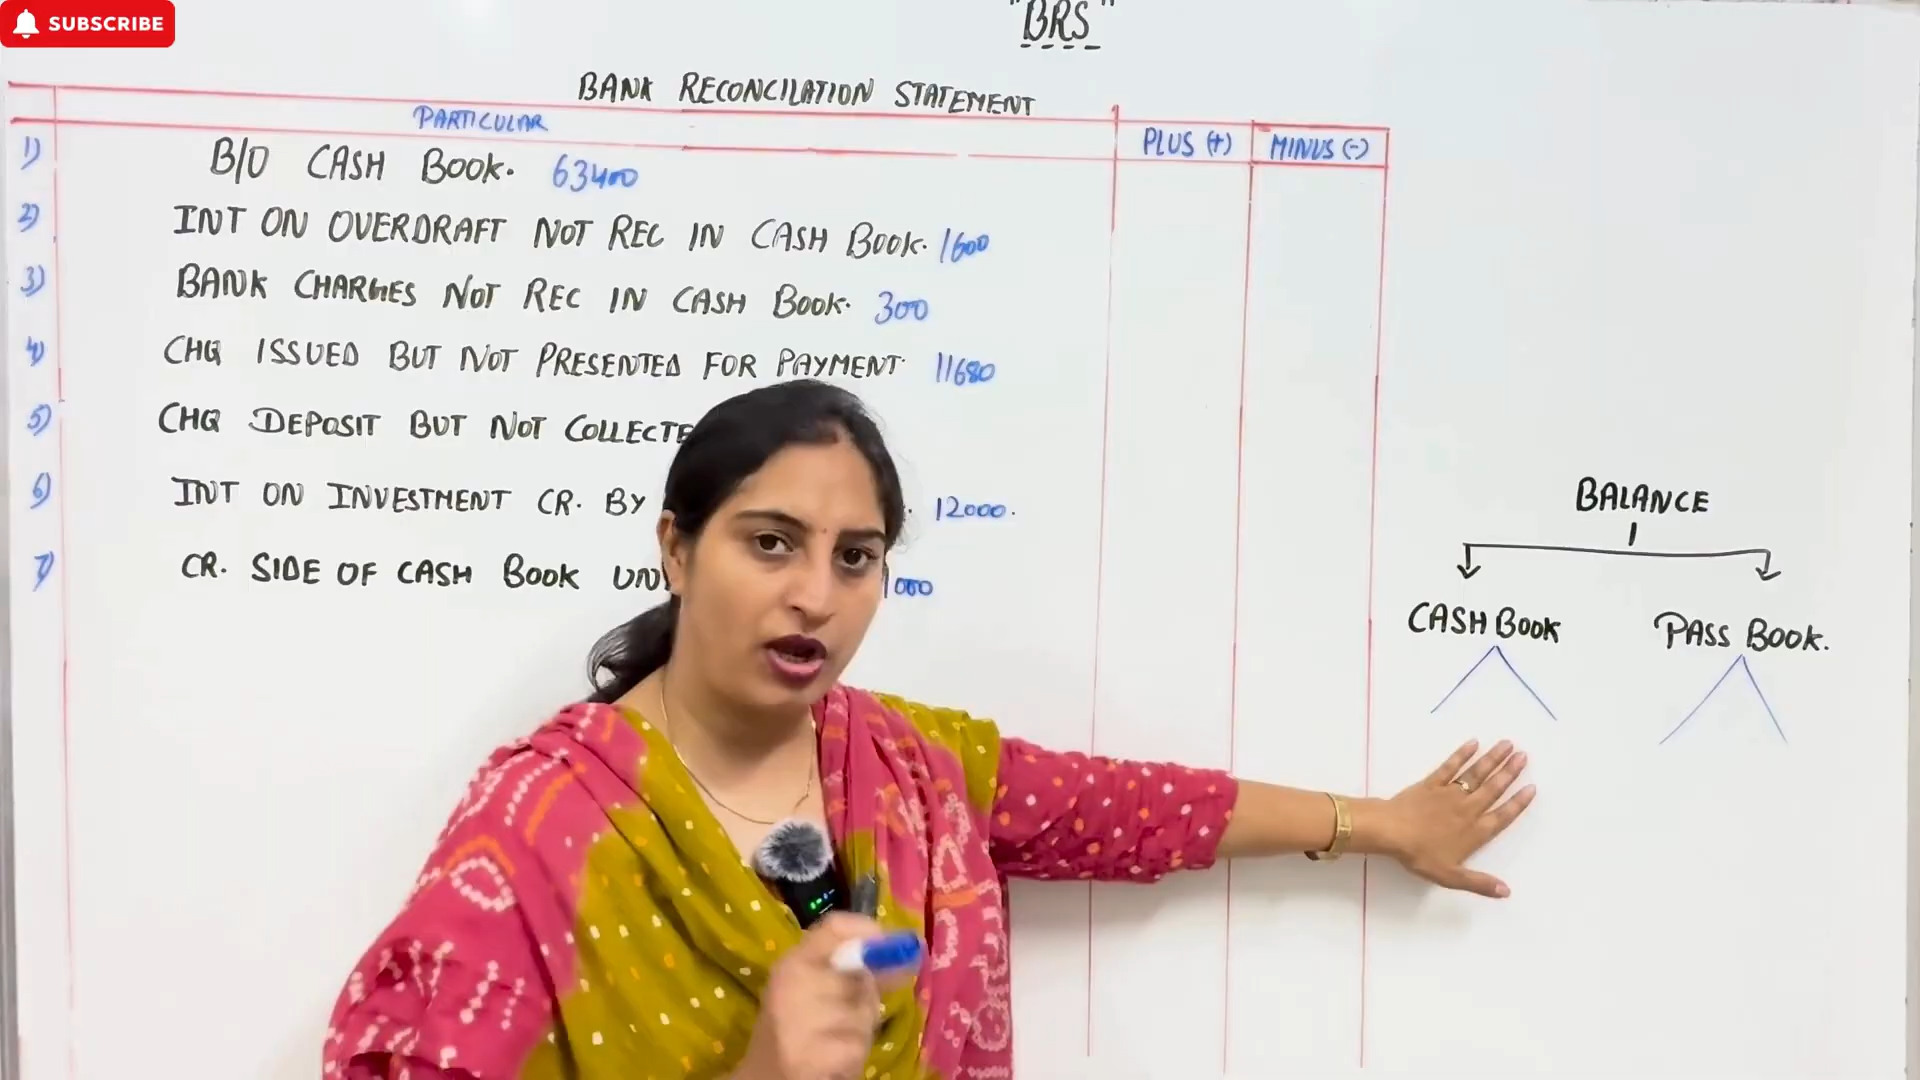 SUBSCRIBE
"BRS"
BANK RECONCILATION STATEMENT
PARTICULAR
PLUS (+)
MINUS (-)
1) B/O CASH BOOK. 63400
2) INT ON OVERDRAFT NOT REC IN CASH BOOK. 1600
3) BANK CHARGES NOT REC IN CASH BOOK. 300
4) CHQ ISSUED BUT NOT PRESENTED FOR PAYMENT. 11680
5) CHQ DEPOSIT BUT NOT
6) INT ON INVESTMENT CR. BY 12000.
7) CR. SIDE OF CASH BOOK
BALANCE
CASH BOOK
PASS BOOK.